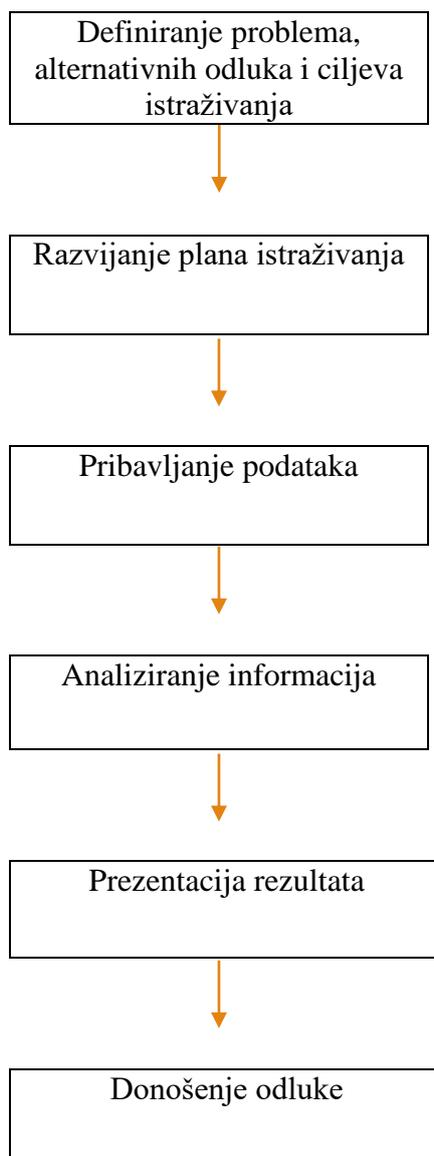 Definiranje problema,
alternativnih odluka i ciljeva
istraživanja
Razvijanje plana istraživanja
Pribavljanje podataka
Analiziranje informacija
Prezentacija rezultata
Donošenje odluke